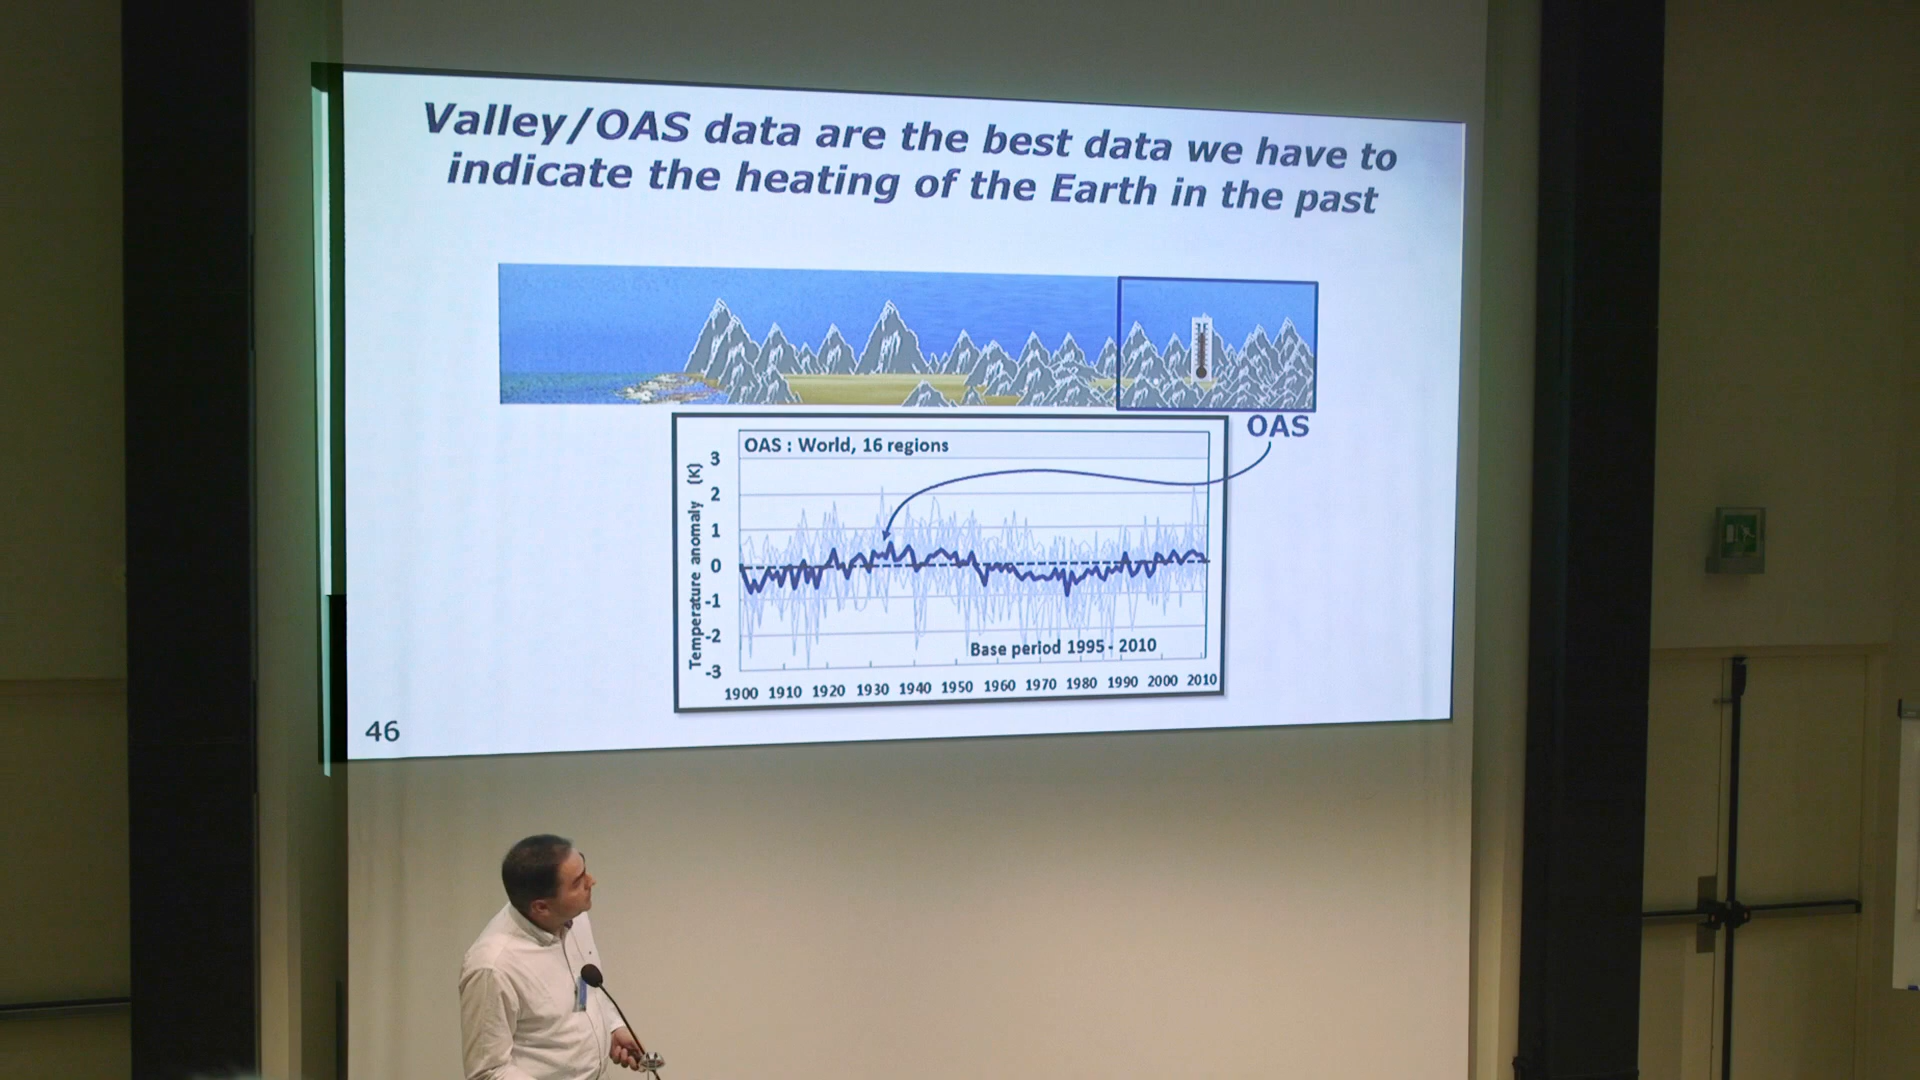 Valley/OAS data are the best data we have to
indicate the heating of the Earth in the past
OAS
OAS : World, 16 regions
Temperature anomaly (K)
3
2
1
0
-1
-2
-3
Base period 1995 - 2010
1900 1910 1920 1930 1940 1950 1960 1970 1980 1990 2000 2010
46